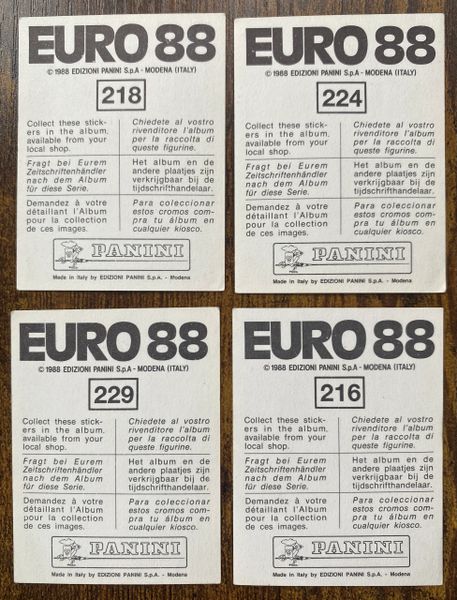 EURO 88
© 1988 EDIZIONI PANINI S.p.A - MODENA (ITALY)
218
Collect these stick-
ers in the album,
available from your
local shop.
Chiedete al vostro
rivenditore l'album
per la raccolta di
queste figurine.
Fragt bei Eurem
Zeitschriftenhändler
nach dem Album
für diese Serie.
Het album en de
andere plaatjes zijn
verkrijgbaar bij de
tijdschrifthandelaar.
Demandez à votre
détaillant l'Album
pour la collection
de ces images.
Para coleccionar
estos cromos com-
pra tu álbum en
cualquier kiosco.
PANINI
Made in Italy by EDIZIONI PANINI S.p.A. - Modena
EURO 88
© 1988 EDIZIONI PANINI S.p.A - MODENA (ITALY)
224
Collect these stick-
ers in the album,
available from your
local shop.
Chiedete al vostro
rivenditore l'album
per la raccolta di
queste figurine.
Fragt bei Eurem
Zeitschriftenhändler
nach dem Album
für diese Serie.
Het album en de
andere plaatjes zijn
verkrijgbaar bij de
tijdschrifthandelaar.
Demandez à votre
détaillant l'Album
pour la collection
de ces images.
Para coleccionar
estos cromos com-
pra tu álbum en
cualquier kiosco.
PANINI
Made in Italy by EDIZIONI PANINI S.p.A. - Modena
EURO 88
© 1988 EDIZIONI PANINI S.p.A - MODENA (ITALY)
229
Collect these stick-
ers in the album,
available from your
local shop.
Chiedete al vostro
rivenditore l'album
per la raccolta di
queste figurine.
Fragt bei Eurem
Zeitschriftenhändler
nach dem Album
für diese Serie.
Het album en de
andere plaatjes zijn
verkrijgbaar bij de
tijdschrifthandelaar.
Demandez à votre
détaillant l'Album
pour la collection
de ces images.
Para coleccionar
estos cromos com-
pra tu álbum en
cualquier kiosco.
PANINI
Made in Italy by EDIZIONI PANINI S.p.A. - Modena
EURO 88
© 1988 EDIZIONI PANINI S.p.A - MODENA (ITALY)
216
Collect these stick-
ers in the album,
available from your
local shop.
Chiedete al vostro
rivenditore l'album
per la raccolta di
queste figurine.
Fragt bei Eurem
Zeitschriftenhändler
nach dem Album
für diese Serie.
Het album en de
andere plaatjes zijn
verkrijgbaar bij de
tijdschrifthandelaar.
Demandez à votre
détaillant l'Album
pour la collection
de ces images.
Para coleccionar
estos cromos com-
pra tu álbum en
cualquier kiosco.
PANINI
Made in Italy by EDIZIONI PANINI S.p.A. - Modena